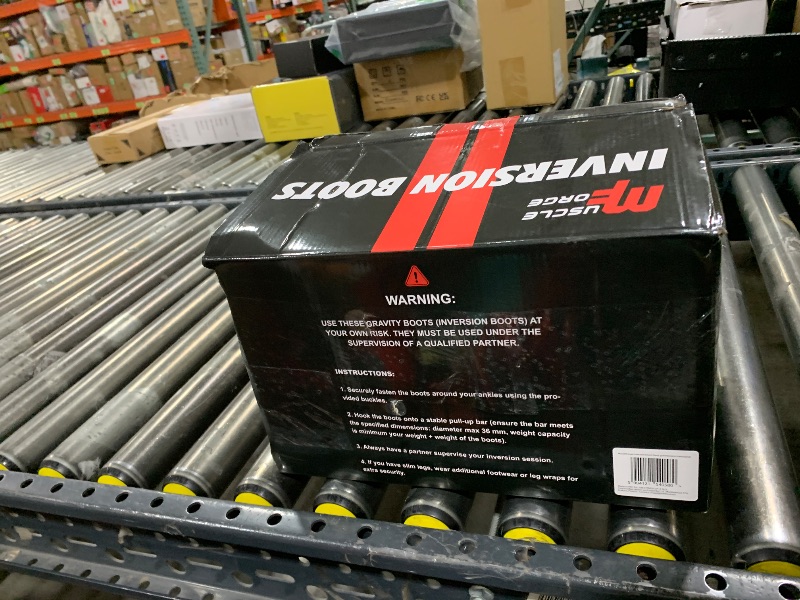 INVERSION BOOTS
MUSCLE
FORGE
WARNING:
USE THESE GRAVITY BOOTS (INVERSION BOOTS) AT
YOUR OWN RISK. THEY MUST BE USED UNDER THE
SUPERVISION OF A QUALIFIED PARTNER.
INSTRUCTIONS:
1. Securely fasten the boots around your ankles using the pro-
vided buckles.
2. Hook the boots onto a stable pull-up bar (ensure the bar meets
the specified dimensions: diameter max 36 mm, weight capacity
is minimum your weight + weight of the boots).
3. Always have a partner supervise your inversion session.
4. If you have slim legs, wear additional footwear or leg wraps for
extra security.